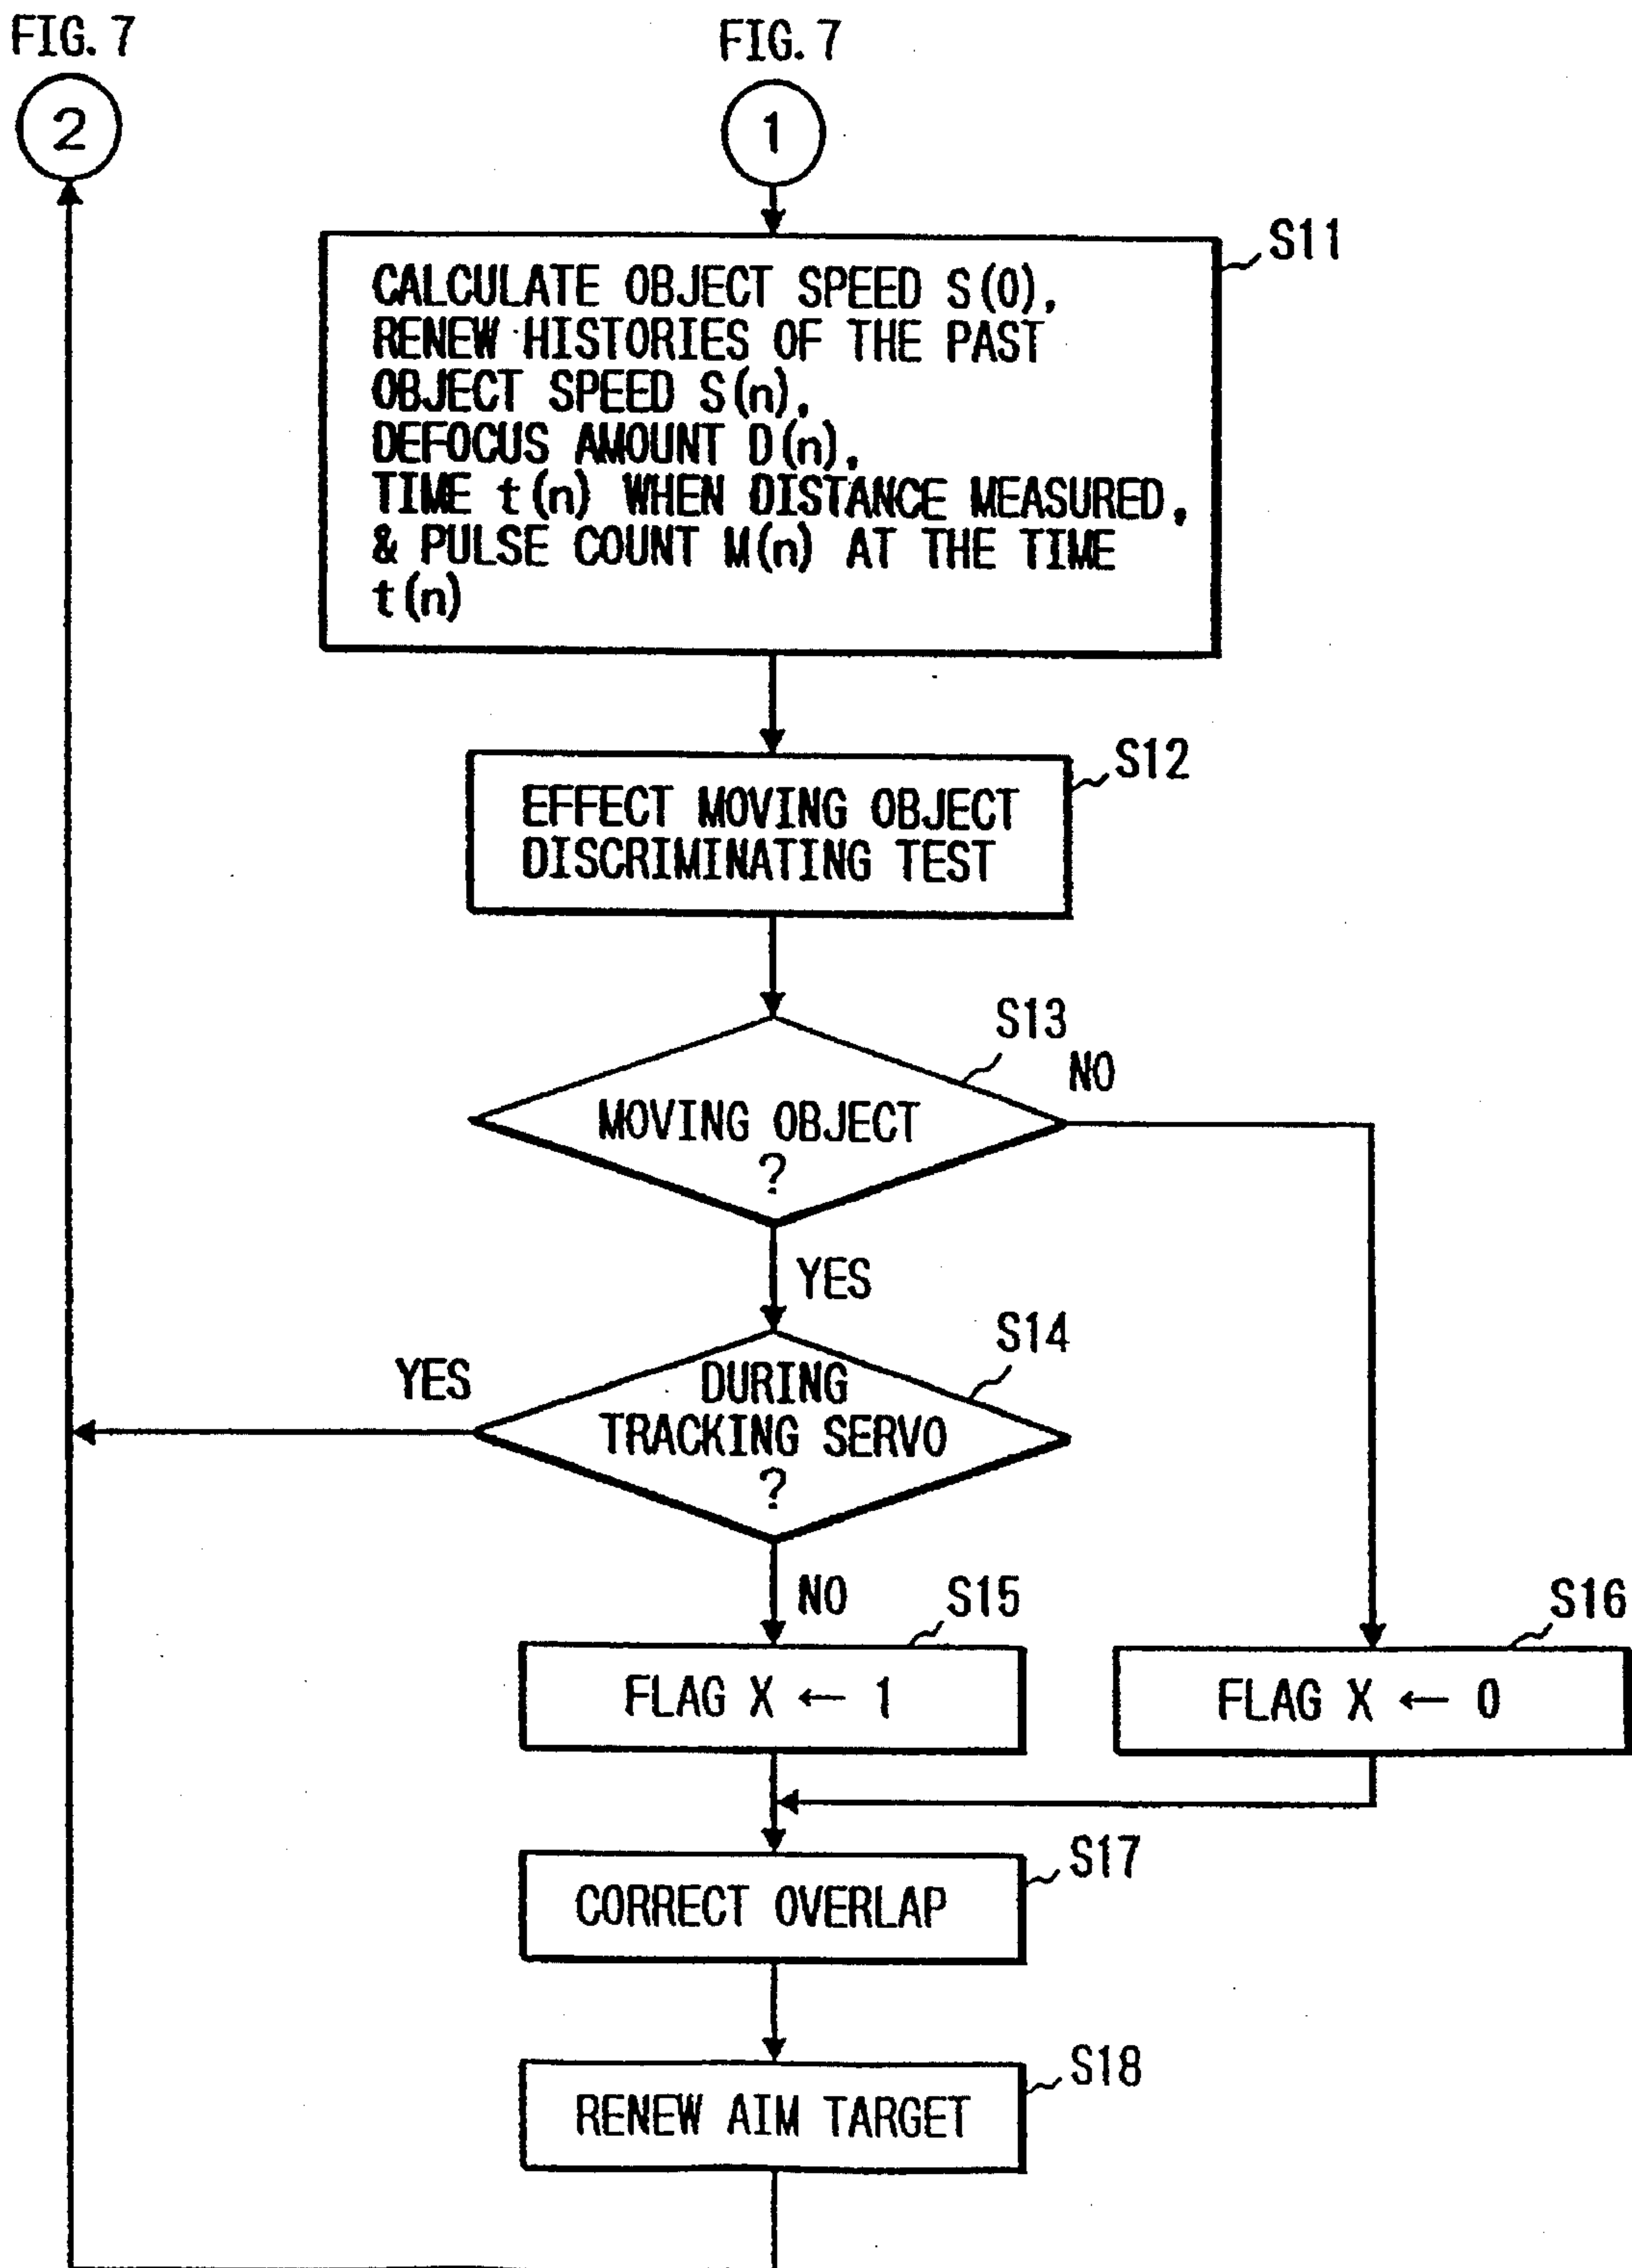 FIG. 7
2
FIG. 7
1
S11
CALCULATE OBJECT SPEED S(0),
RENEW HISTORIES OF THE PAST
OBJECT SPEED S(n),
DEFOCUS AMOUNT D(n),
TIME t(n) WHEN DISTANCE MEASURED,
& PULSE COUNT M(n) AT THE TIME
t(n)
S12
EFFECT MOVING OBJECT
DISCRIMINATING TEST
S13
NO
MOVING OBJECT
?
YES
S14
YES
DURING
TRACKING SERVO
?
NO
S15
S16
FLAG X ← 1
FLAG X ← 0
S17
CORRECT OVERLAP
S18
RENEW AIM TARGET